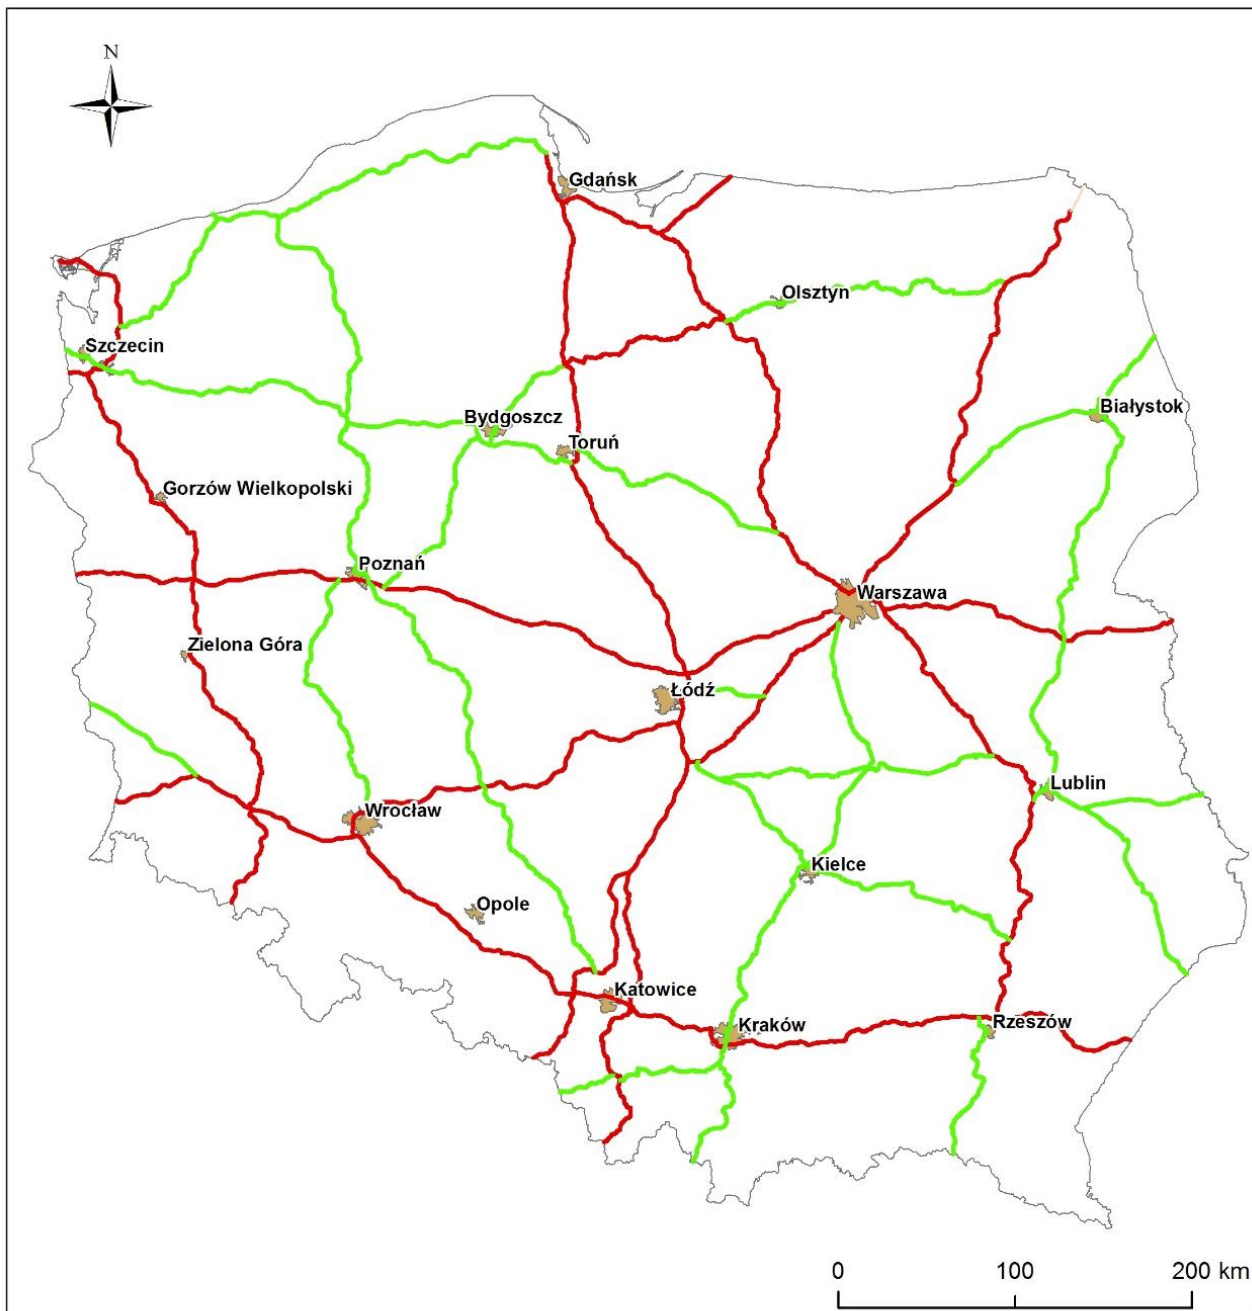 N
Gdańsk
Olsztyn
Szczecin
Białystok
Bydgoszcz
Toruń
Gorzów Wielkopolski
Poznań
Warszawa
Zielona Góra
Łódź
Lublin
Wrocław
Kielce
Opole
Katowice
Kraków
Rzeszów
0 100 200 km